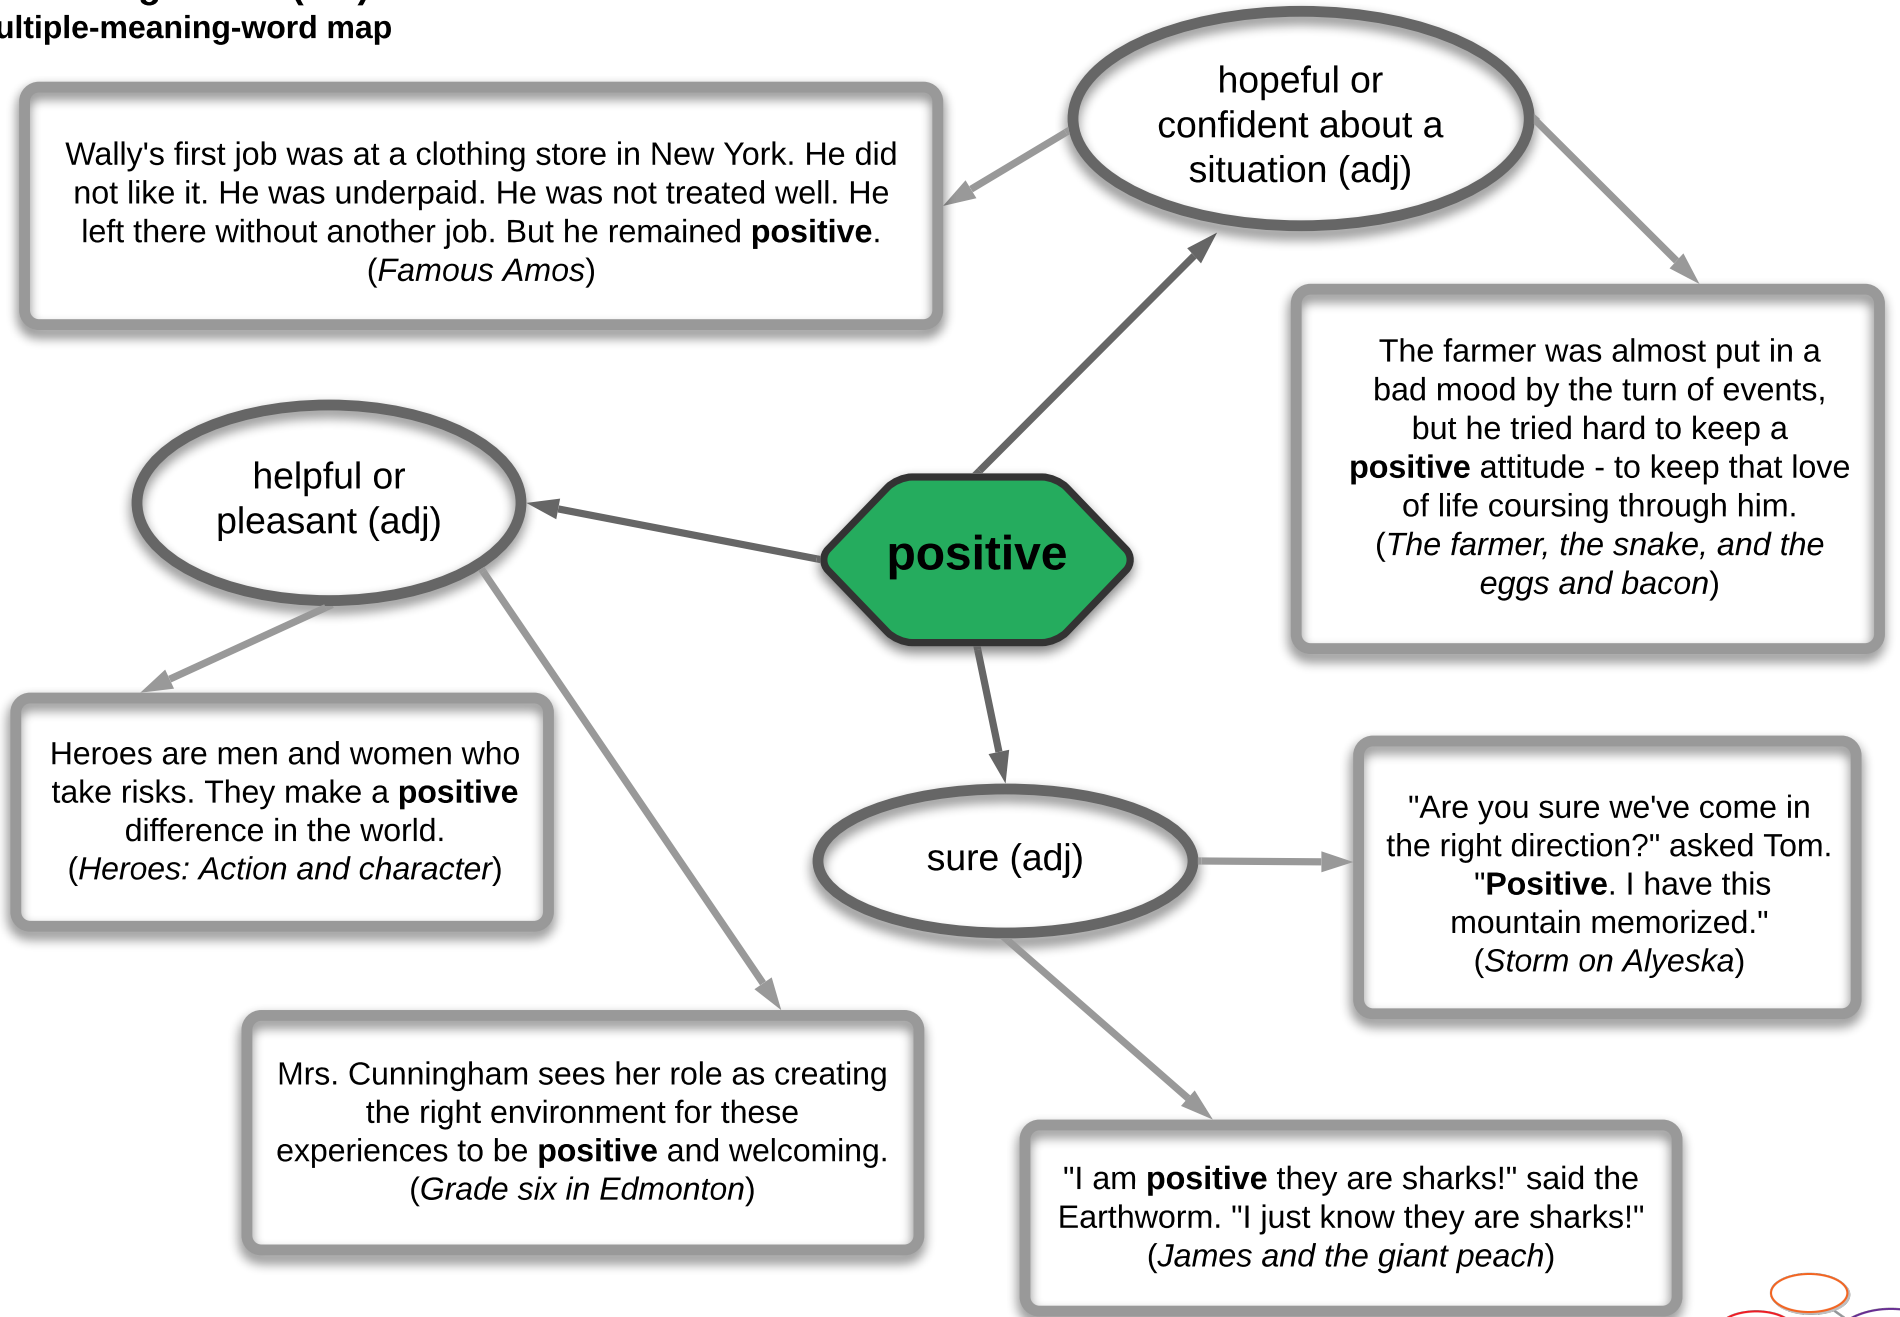 ultiple-meaning-word map
hopeful or
confident about a
situation (adj)
Wally's first job was at a clothing store in New York. He did
not like it. He was underpaid. He was not treated well. He
left there without another job. But he remained positive.
(Famous Amos)
The farmer was almost put in a
bad mood by the turn of events,
but he tried hard to keep a
positive attitude - to keep that love
of life coursing through him.
(The farmer, the snake, and the
eggs and bacon)
helpful or
pleasant (adj)
positive
Heroes are men and women who
take risks. They make a positive
difference in the world.
(Heroes: Action and character)
sure (adj)
"Are you sure we've come in
the right direction?" asked Tom.
"Positive. I have this
mountain memorized."
(Storm on Alyeska)
Mrs. Cunningham sees her role as creating
the right environment for these
experiences to be positive and welcoming.
(Grade six in Edmonton)
"I am positive they are sharks!" said the
Earthworm. "I just know they are sharks!"
(James and the giant peach)